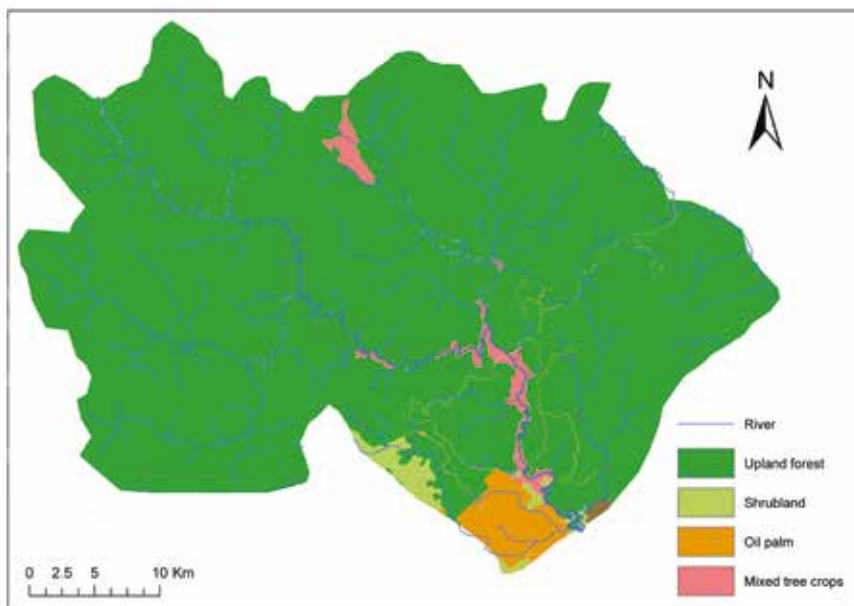 N
River
Upland forest
Shrubland
Oil palm
Mixed tree crops
0 2.5 5 10 Km